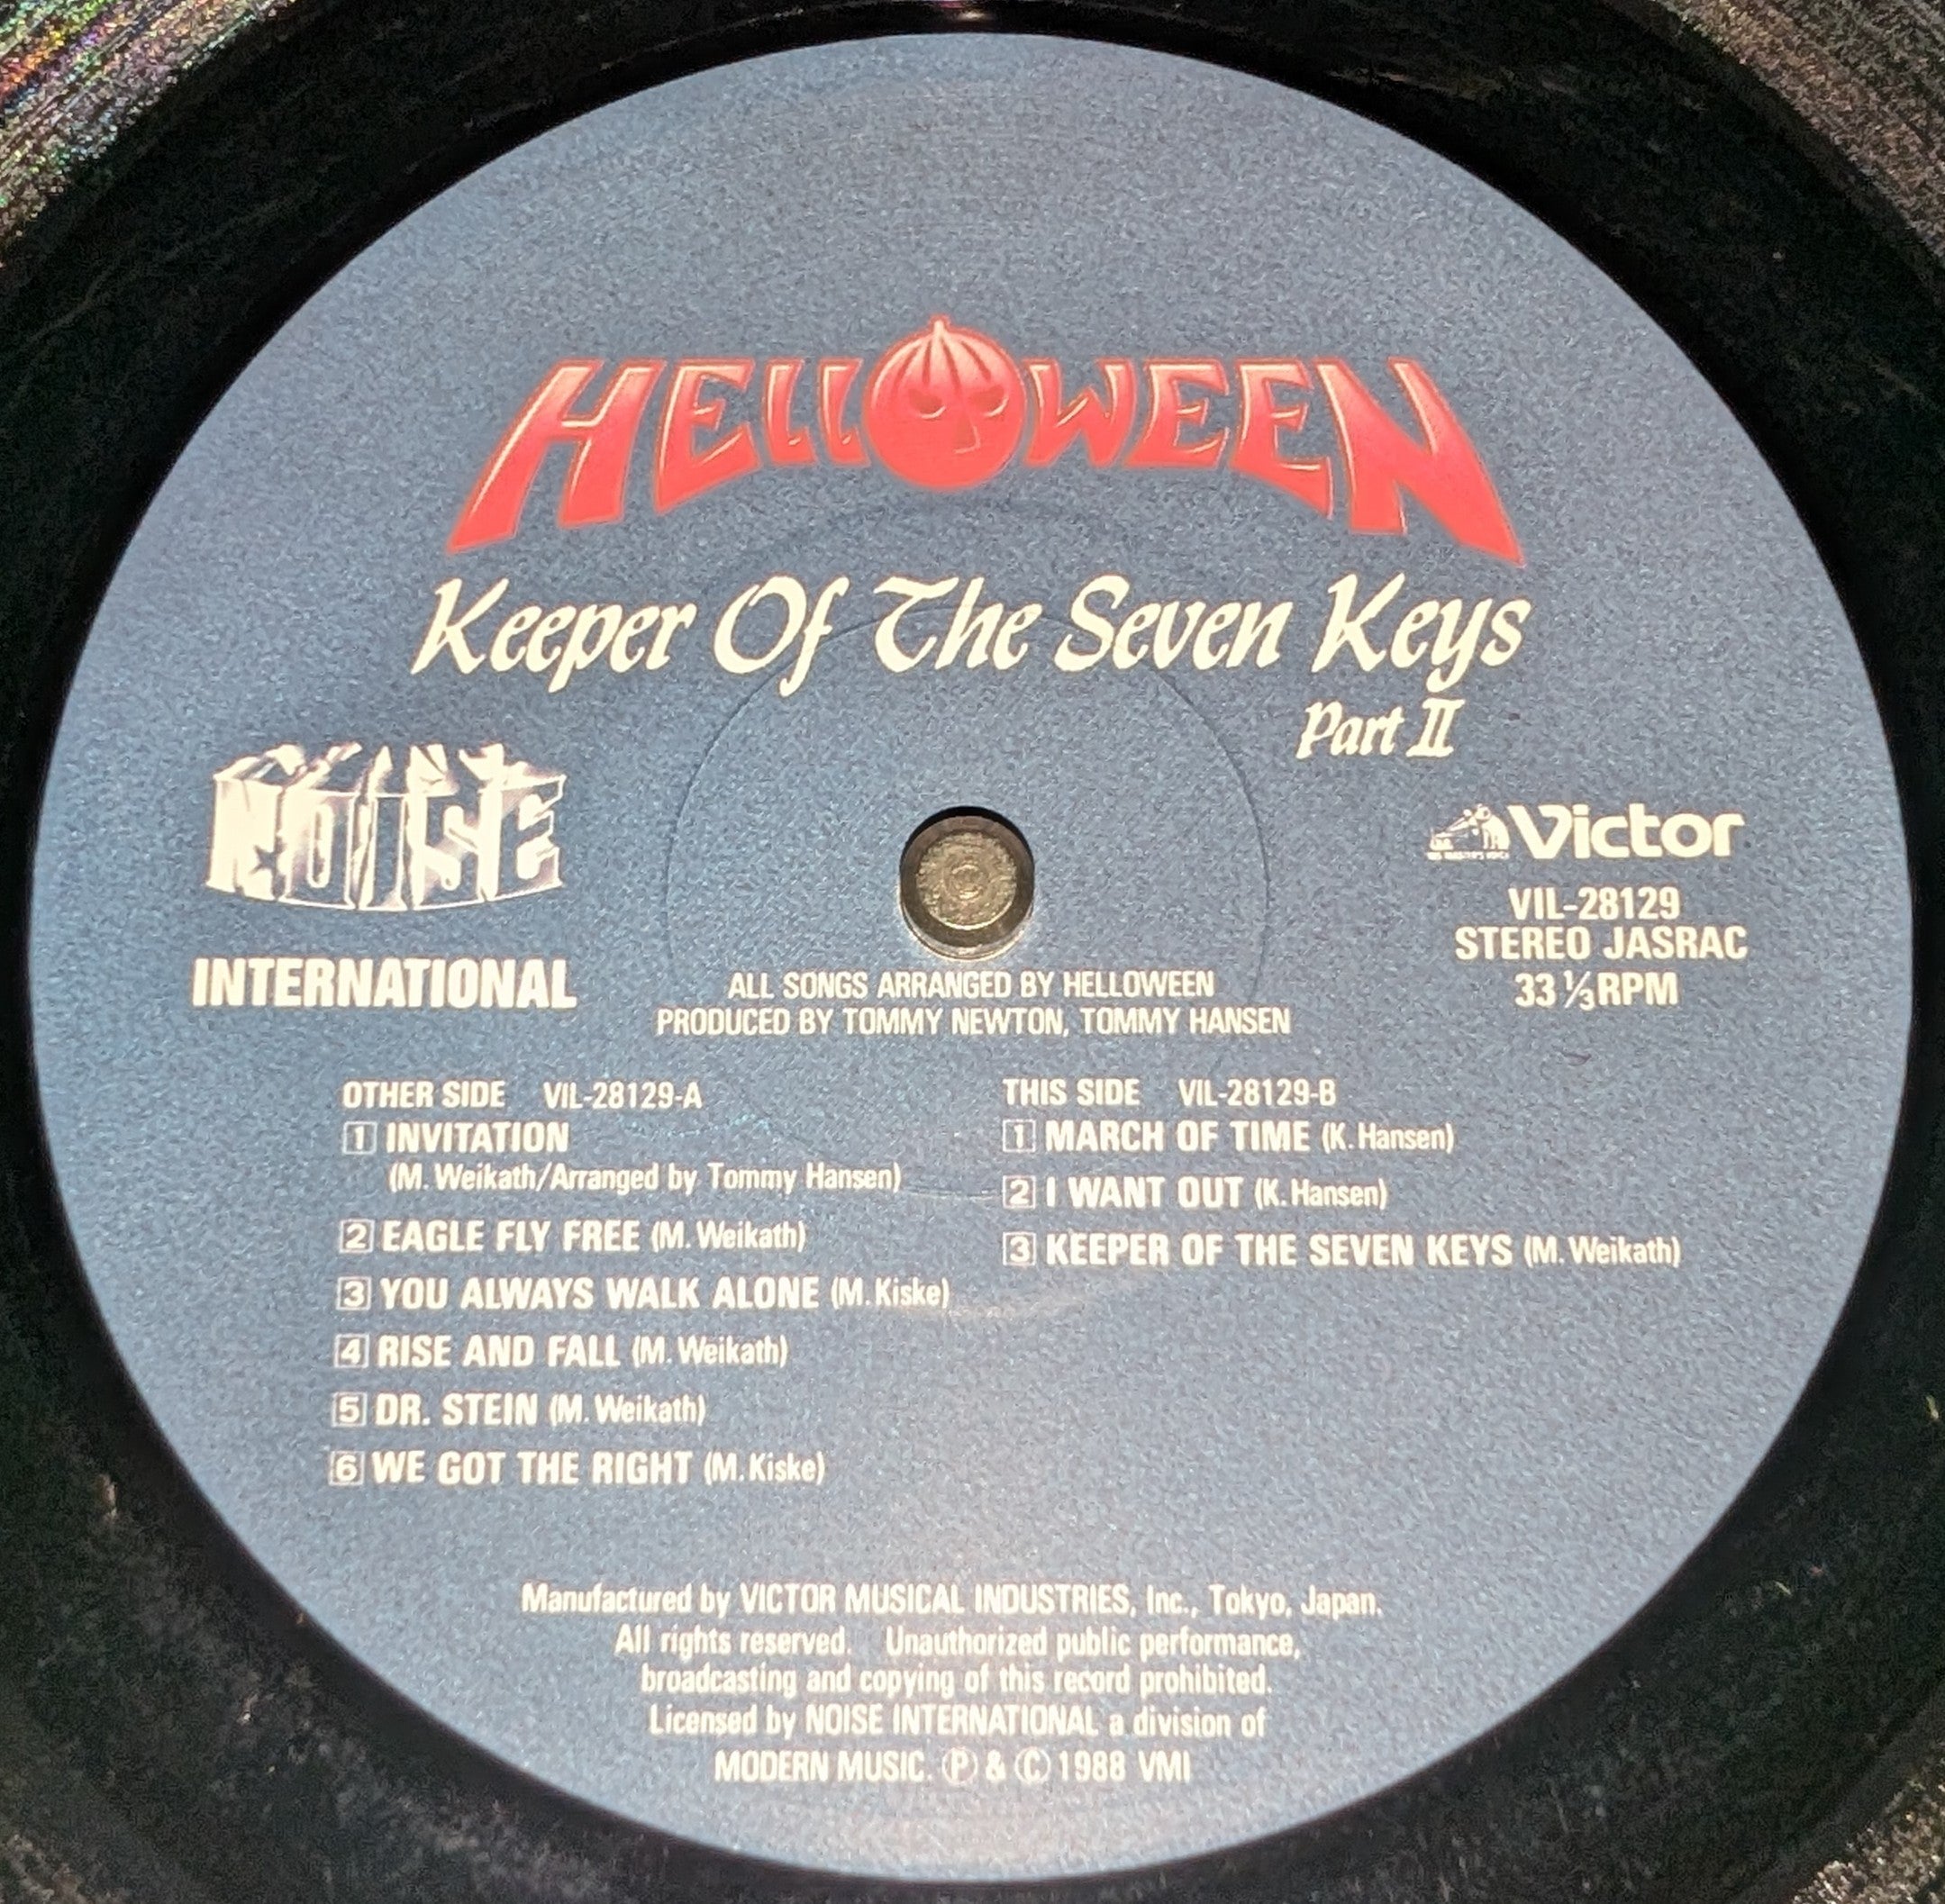 HELLOWEEN
Keeper Of The Seven Keys
Part II
NOISE
INTERNATIONAL
Victor
VIL-28129
STEREO JASRAC
33 ⅓ RPM
ALL SONGS ARRANGED BY HELLOWEEN
PRODUCED BY TOMMY NEWTON, TOMMY HANSEN
OTHER SIDE VIL-28129-A
1 INVITATION
(M. Weikath/Arranged by Tommy Hansen)
2 EAGLE FLY FREE (M. Weikath)
3 YOU ALWAYS WALK ALONE (M. Kiske)
4 RISE AND FALL (M. Weikath)
5 DR. STEIN (M. Weikath)
6 WE GOT THE RIGHT (M. Kiske)
THIS SIDE VIL-28129-B
1 MARCH OF TIME (K. Hansen)
2 I WANT OUT (K. Hansen)
3 KEEPER OF THE SEVEN KEYS (M. Weikath)
Manufactured by VICTOR MUSICAL INDUSTRIES, Inc., Tokyo, Japan.
All rights reserved. Unauthorized public performance,
broadcasting and copying of this record prohibited.
Licensed by NOISE INTERNATIONAL a division of
MODERN MUSIC. Ⓟ & Ⓒ 1988 VMI